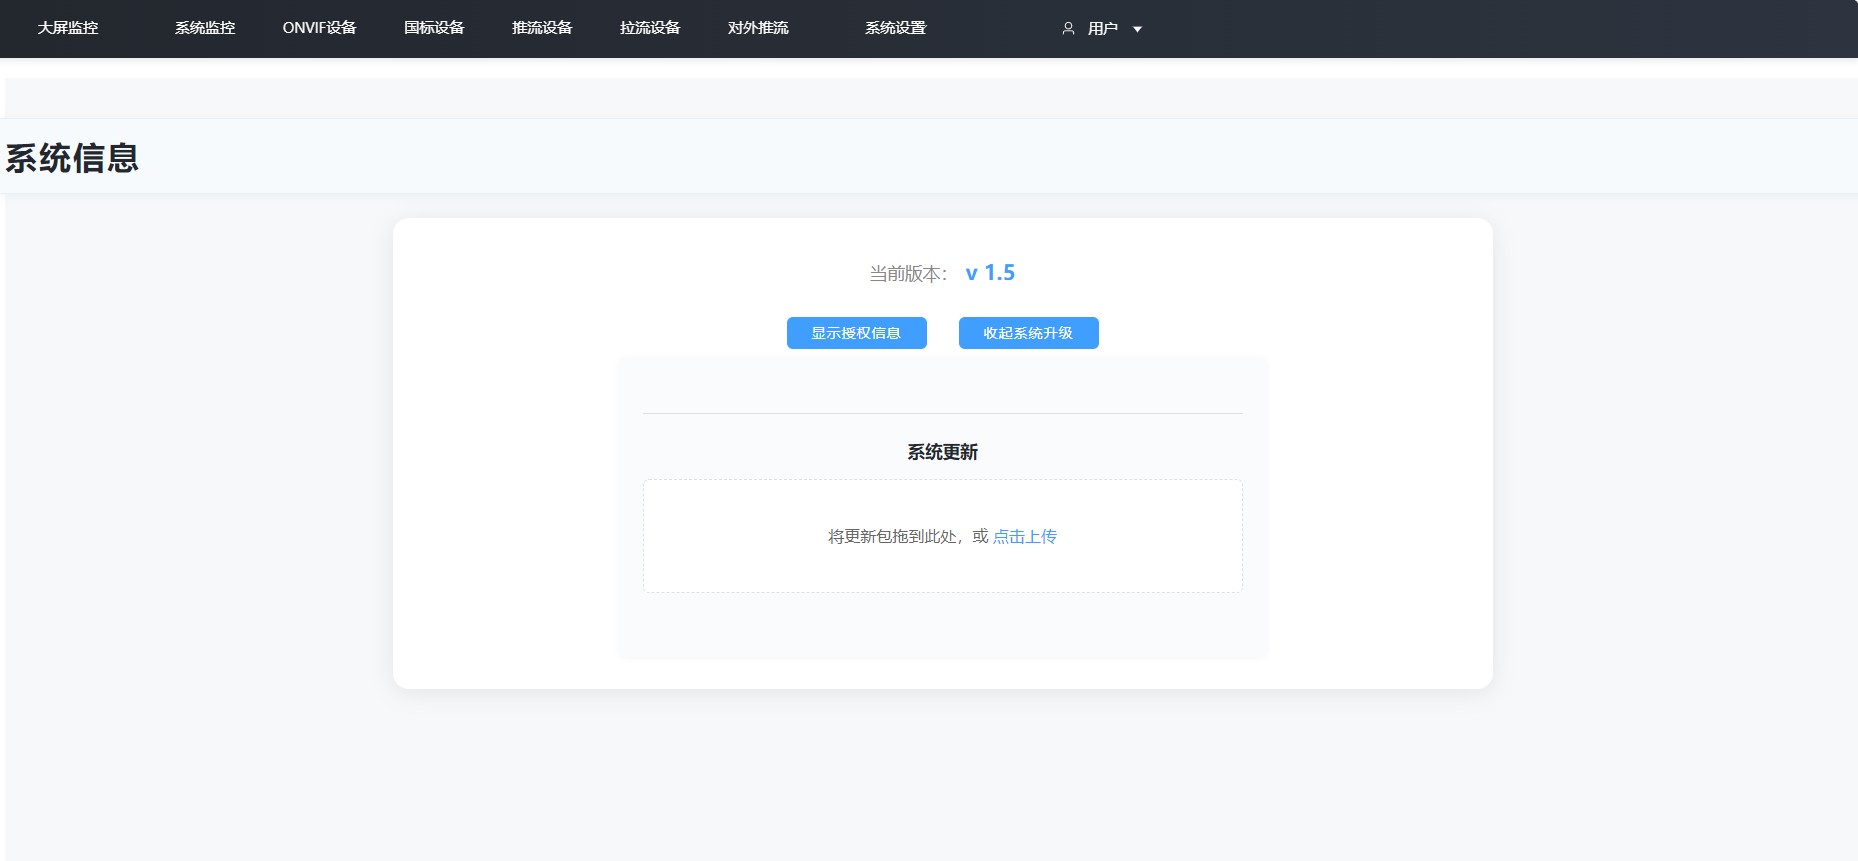 大屏监控 系统监控 ONVIF设备 国标设备 推流设备 拉流设备 对外推流 系统设置 用户
系统信息
当前版本： v 1.5
显示授权信息 收起系统升级
系统更新
将更新包拖到此处，或 点击上传